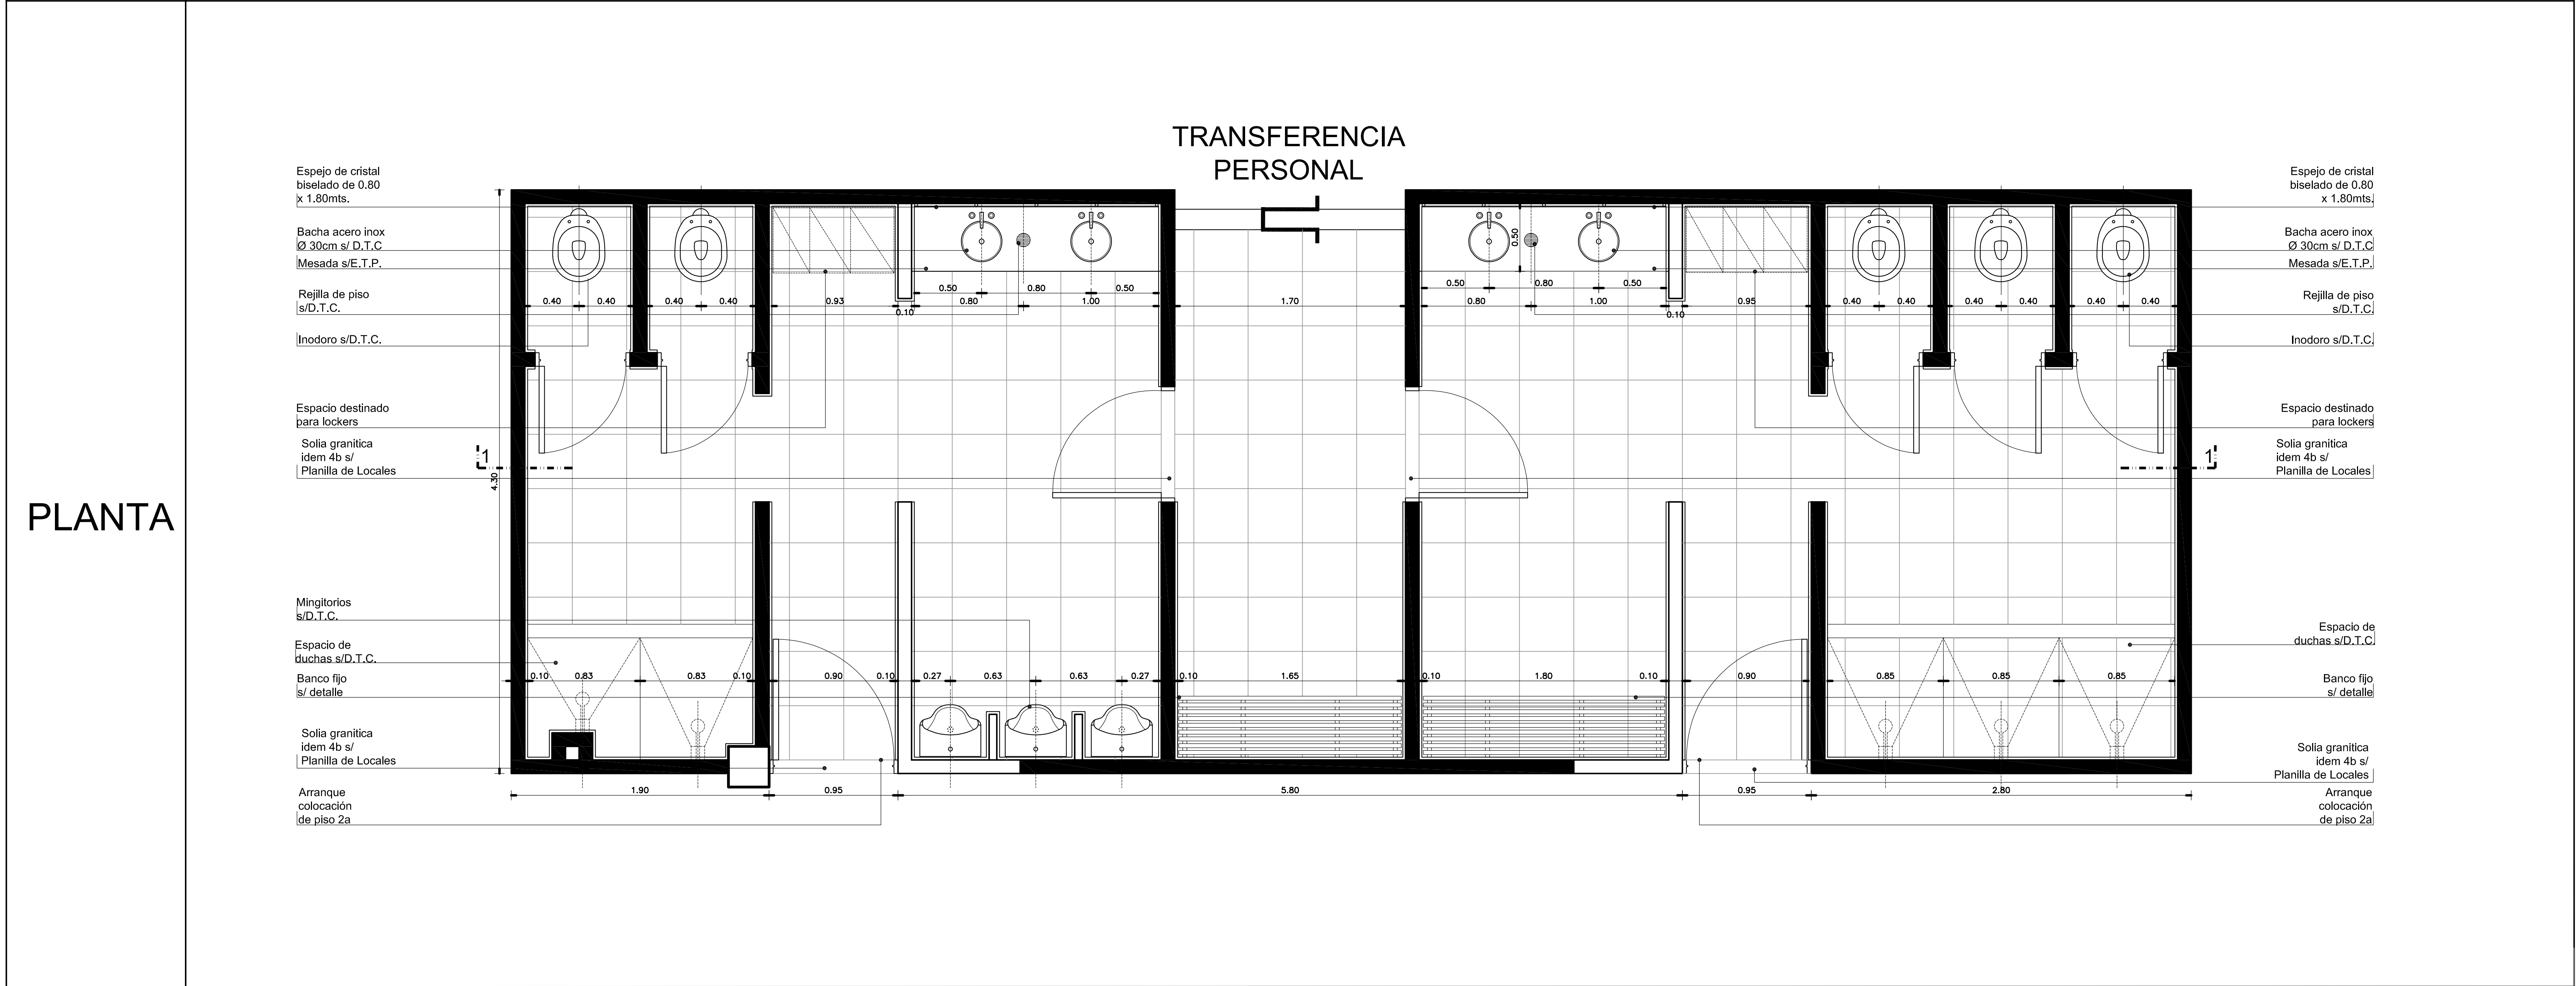 TRANSFERENCIA
PERSONAL
PLANTA
Espejo de cristal
biselado de 0.80
x 1.80mts.
Bacha acero inox
Ø 30cm s/ D.T.C
Mesada s/E.T.P.
Rejilla de piso
s/D.T.C.
Inodoro s/D.T.C.
Espacio destinado
para lockers
Solia granitica
idem 4b s/
Planilla de Locales
Mingitorios
s/D.T.C.
Espacio de
duchas s/D.T.C.
Banco fijo
s/ detalle
Solia granitica
idem 4b s/
Planilla de Locales
Arranque
colocación
de piso 2a
1
4.30
0.50
0.50 0.80 0.50
0.50 0.80 0.50
0.40 0.40 0.40 0.40 0.93 0.10 0.80 1.00 1.70 0.80 1.00 0.10 0.95 0.40 0.40 0.40 0.40 0.40 0.40
0.10 0.83 0.83 0.10 0.90 0.10 0.27 0.63 0.63 0.27 0.10 1.65 0.10 1.80 0.10 0.90 0.85 0.85 0.85
1.90 0.95 5.80 0.95 2.80
1
Espejo de cristal
biselado de 0.80
x 1.80mts.
Bacha acero inox
Ø 30cm s/ D.T.C
Mesada s/E.T.P.
Rejilla de piso
s/D.T.C.
Inodoro s/D.T.C.
Espacio destinado
para lockers
Solia granitica
idem 4b s/
Planilla de Locales
Espacio de
duchas s/D.T.C.
Banco fijo
s/ detalle
Solia granitica
idem 4b s/
Planilla de Locales
Arranque
colocación
de piso 2a